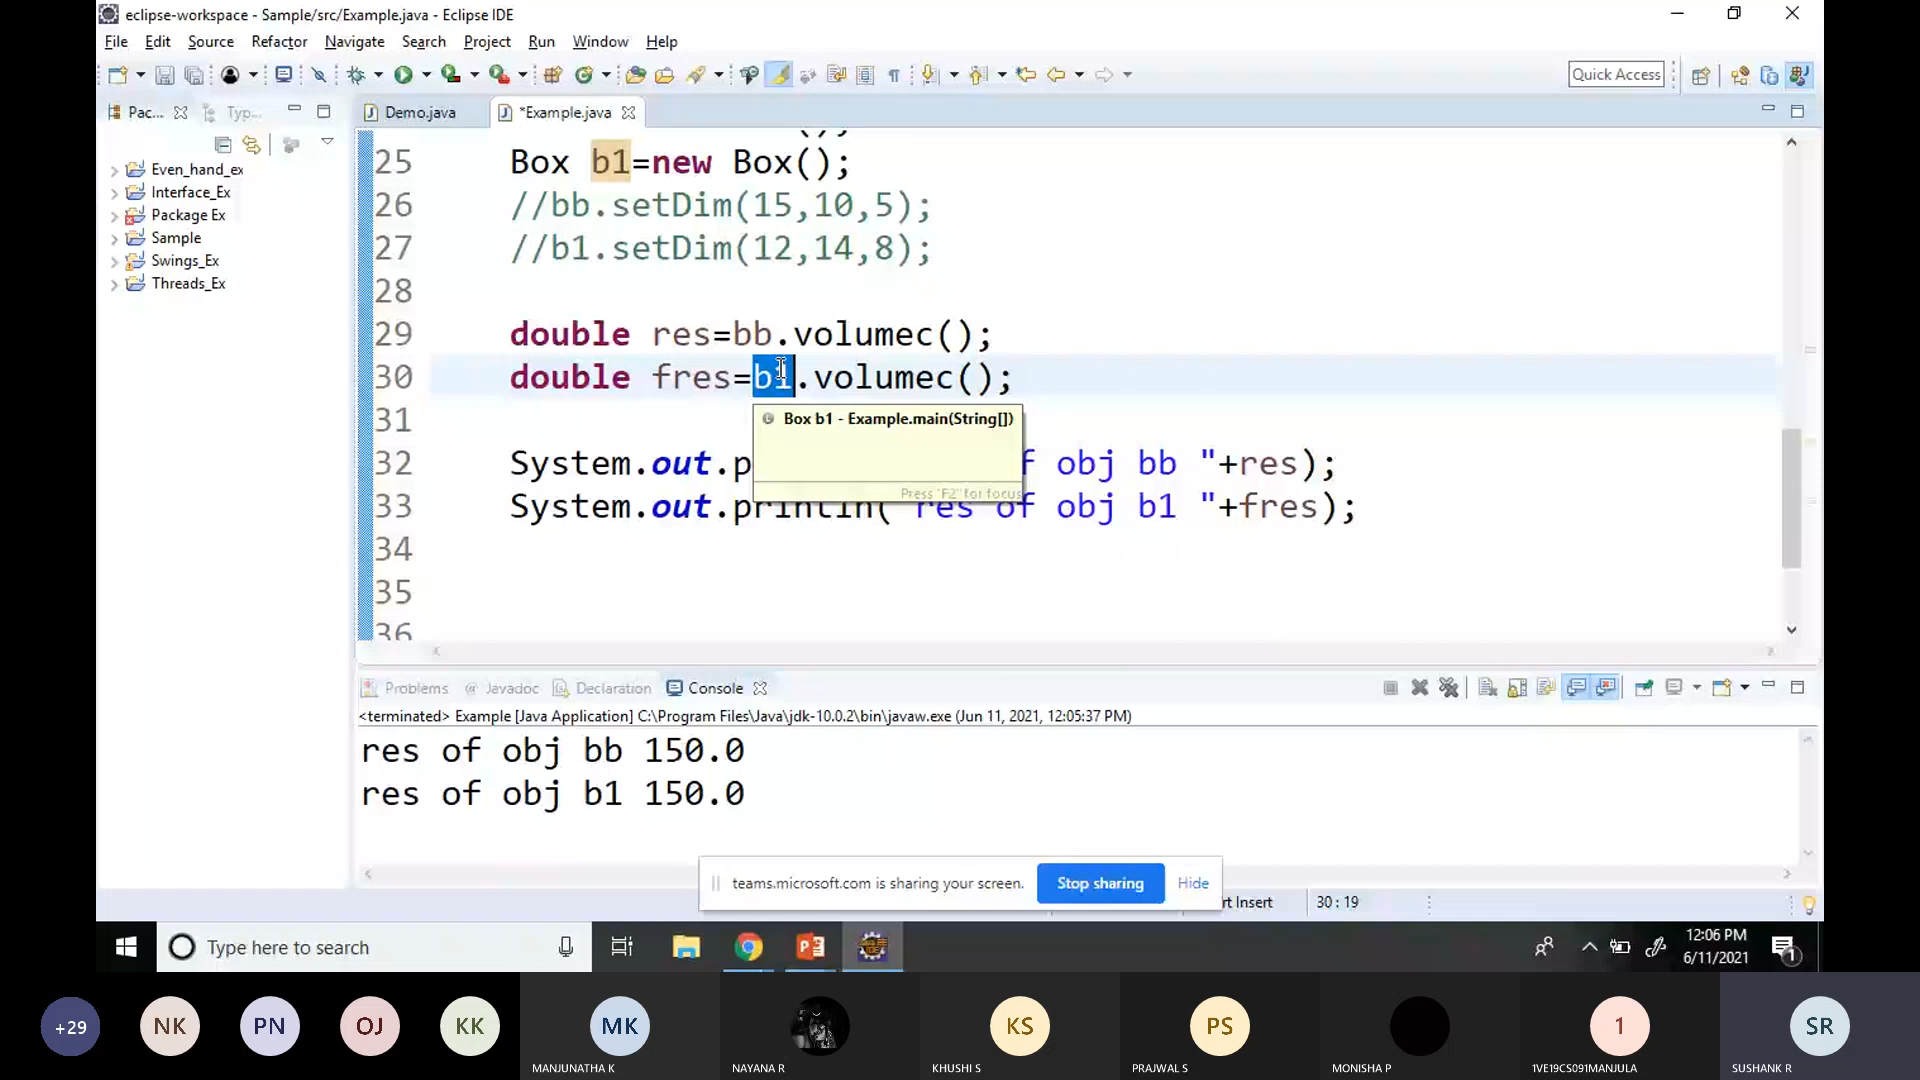 eclipse-workspace - Sample/src/Example.java - Eclipse IDE
File Edit Source Refactor Navigate Search Project Run Window Help
Quick Access
Pac... Typ... Demo.java *Example.java
Even_hand_ex
Interface_Ex
Package Ex
Sample
Swings_Ex
Threads_Ex
25 Box b1=new Box();
26 //bb.setDim(15,10,5);
27 //b1.setDim(12,14,8);
28
29 double res=bb.volumec();
30 double fres=b1.volumec();
31
Box b1 - Example.main(String[])
32 System.out.p f obj bb "+res);
Press 'F2' for focus
33 System.out.println( res of obj b1 "+fres);
34
35
36
Problems @ Javadoc Declaration Console
<terminated> Example [Java Application] C:\Program Files\Java\jdk-10.0.2\bin\javaw.exe (Jun 11, 2021, 12:05:37 PM)
res of obj bb 150.0
res of obj b1 150.0
teams.microsoft.com is sharing your screen. Stop sharing Hide
rt Insert 30 : 19
Type here to search
12:06 PM
6/11/2021
1
+29 NK PN OJ KK MK KS PS 1 SR
MANJUNATHA K NAYANA R KHUSHI S PRAJWAL S MONISHA P 1VE19CS091MANJULA SUSHANK R